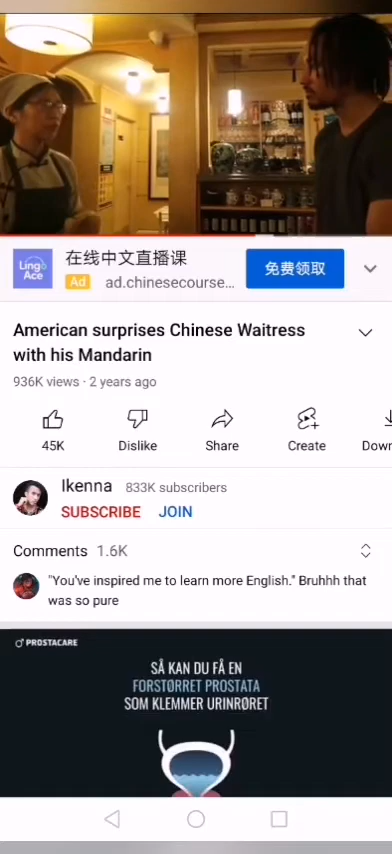 Lingo
Ace
在线中文直播课
Ad ad.chinesecourse...
免费领取
American surprises Chinese Waitress
with his Mandarin
936K views · 2 years ago
45K
Dislike
Share
Create
Down
Ikenna 833K subscribers
SUBSCRIBE JOIN
Comments 1.6K
"You've inspired me to learn more English." Bruhhh that
was so pure
PROSTACARE
SÅ KAN DU FÅ EN
FORSTØRRET PROSTATA
SOM KLEMMER URINRØRET